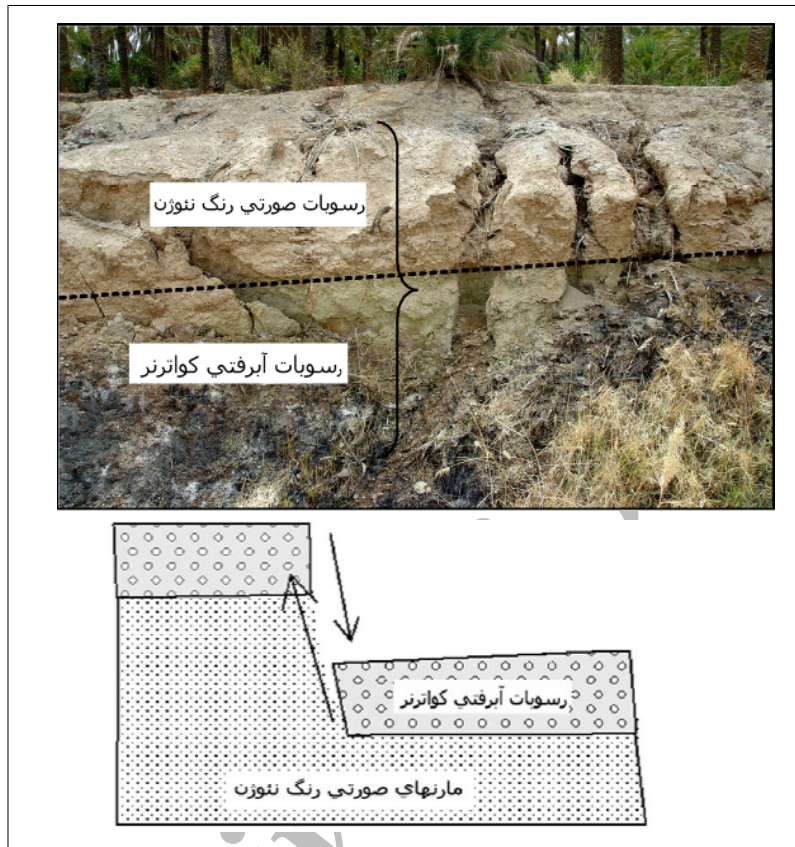 رسوبات صورتي رنگ نئوژن
رسوبات آبرفتي كواترنر
رسوبات آبرفتي كواترنر
مارنهاي صورتي رنگ نئوژن